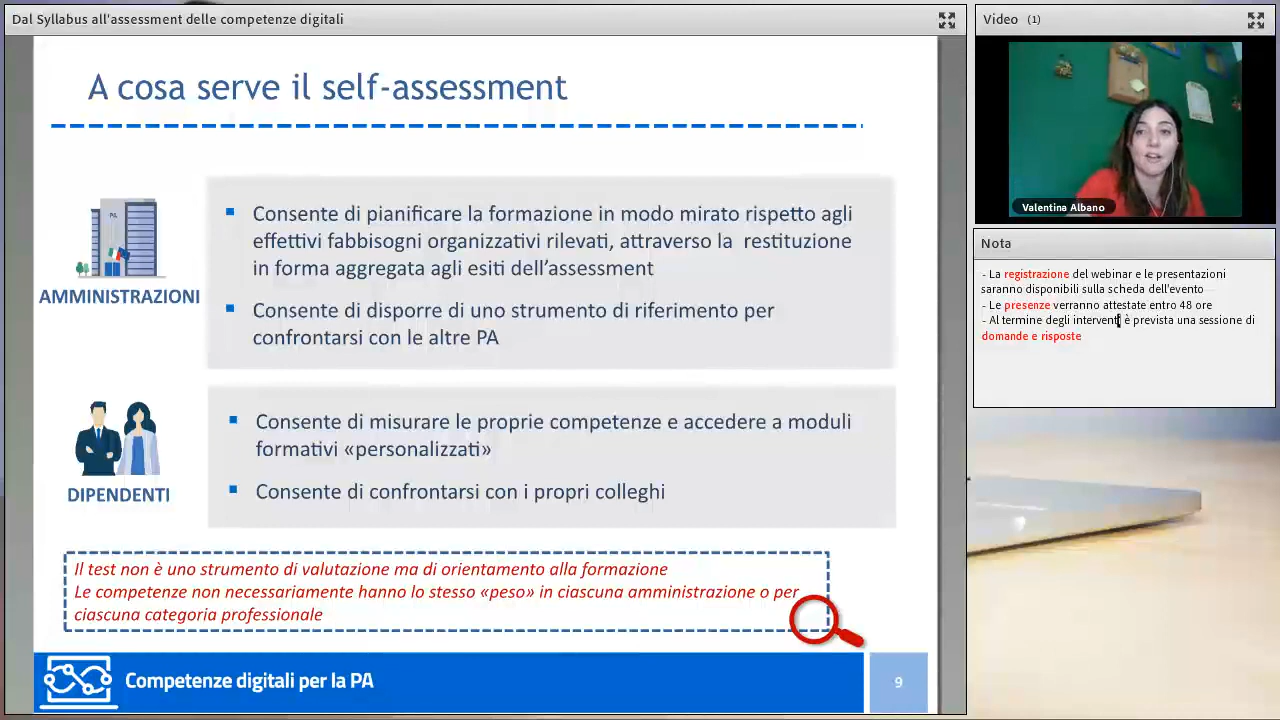 Dal Syllabus all'assessment delle competenze digitali
A cosa serve il self-assessment
AMMINISTRAZIONI
Consente di pianificare la formazione in modo mirato rispetto agli
effettivi fabbisogni organizzativi rilevati, attraverso la restituzione
in forma aggregata agli esiti dell'assessment
Consente di disporre di uno strumento di riferimento per
confrontarsi con le altre PA
DIPENDENTI
Consente di misurare le proprie competenze e accedere a moduli
formativi «personalizzati»
Consente di confrontarsi con i propri colleghi
Il test non è uno strumento di valutazione ma di orientamento alla formazione
Le competenze non necessariamente hanno lo stesso «peso» in ciascuna amministrazione o per
ciascuna categoria professionale
Competenze digitali per la PA
9
Video (1)
Valentina Albano
Nota
- La registrazione del webinar e le presentazioni
saranno disponibili sulla scheda dell'evento
- Le presenze verranno attestate entro 48 ore
- Al termine degli interventi è prevista una sessione di
domande e risposte